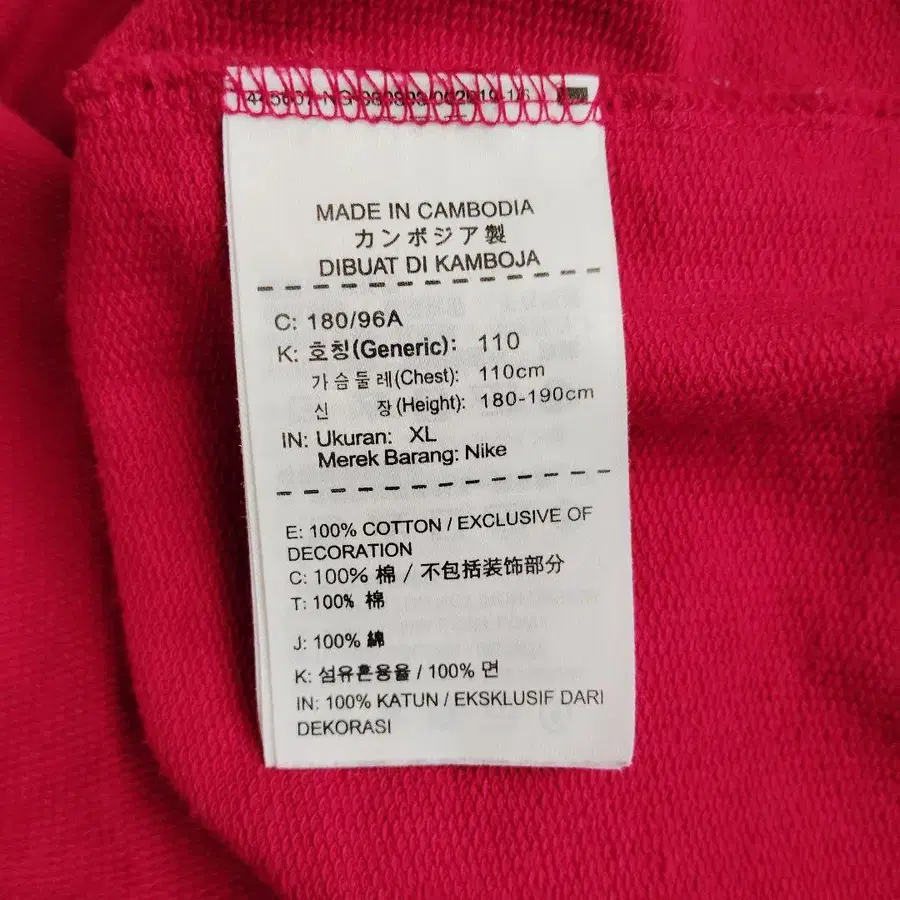 MADE IN CAMBODIA
カンボジア製
DIBUAT DI KAMBOJA
C: 180/96A
K: 호칭(Generic): 110
가슴둘레(Chest): 110cm
신 장(Height): 180-190cm
IN: Ukuran: XL
Merek Barang: Nike
E: 100% COTTON / EXCLUSIVE OF
DECORATION
C: 100% 棉 / 不包括装饰部分
T: 100% 棉
J: 100% 綿
K: 섬유혼용율 / 100% 면
IN: 100% KATUN / EKSKLUSIF DARI
DEKORASI